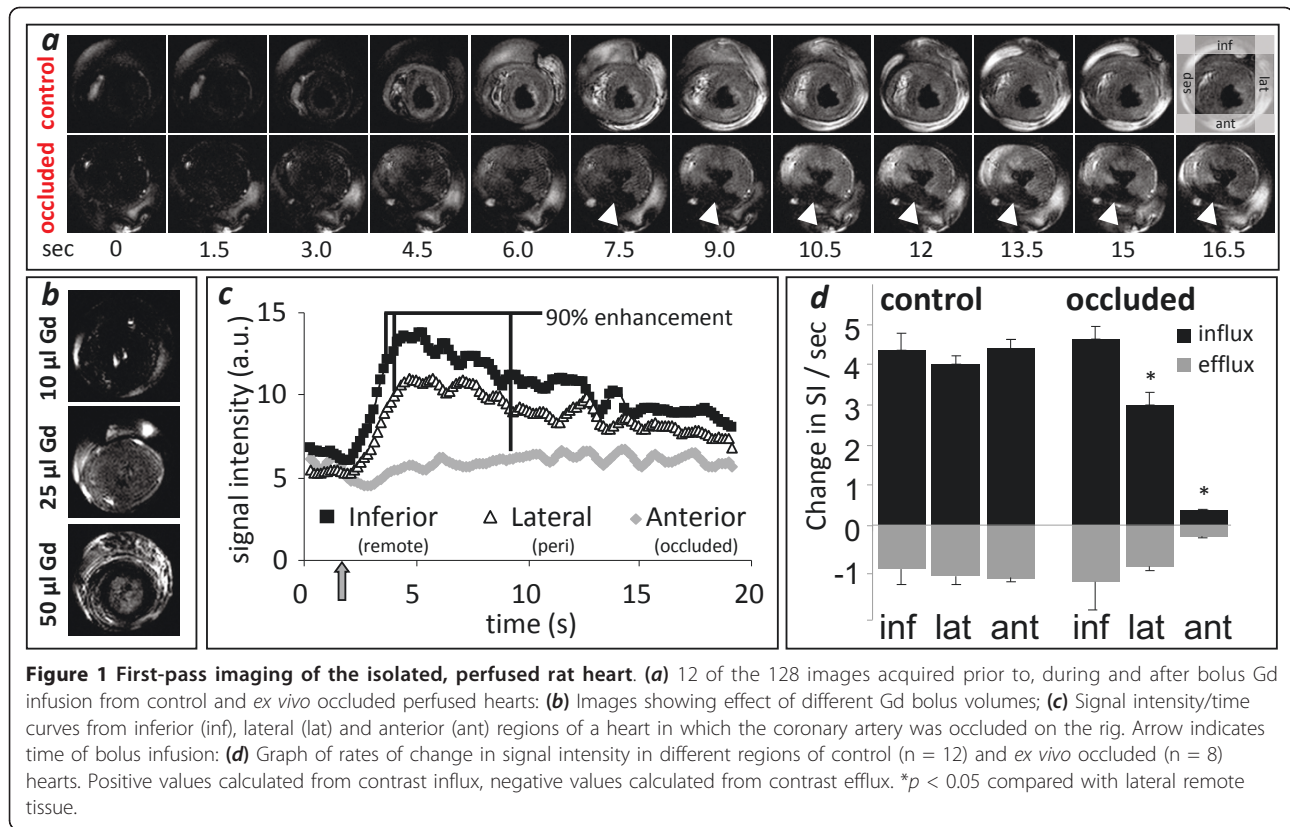 a
control
inf
sep
lat
ant
occluded
sec 0 1.5 3.0 4.5 6.0 7.5 9.0 10.5 12 13.5 15 16.5
b
10 µl Gd
25 µl Gd
50 µl Gd
c
signal intensity (a.u.)
15
10
5
0
90% enhancement
Inferior Lateral Anterior
(remote) (peri) (occluded)
0 5 10 15 20
time (s)
d
control occluded
influx
efflux
Change in SI / sec
5
4
3
2
1
0
-1
*
*
inf lat ant inf lat ant
Figure 1 First-pass imaging of the isolated, perfused rat heart. (a) 12 of the 128 images acquired prior to, during and after bolus Gd
infusion from control and ex vivo occluded perfused hearts: (b) Images showing effect of different Gd bolus volumes; (c) Signal intensity/time
curves from inferior (inf), lateral (lat) and anterior (ant) regions of a heart in which the coronary artery was occluded on the rig. Arrow indicates
time of bolus infusion: (d) Graph of rates of change in signal intensity in different regions of control (n = 12) and ex vivo occluded (n = 8)
hearts. Positive values calculated from contrast influx, negative values calculated from contrast efflux. *p < 0.05 compared with lateral remote
tissue.